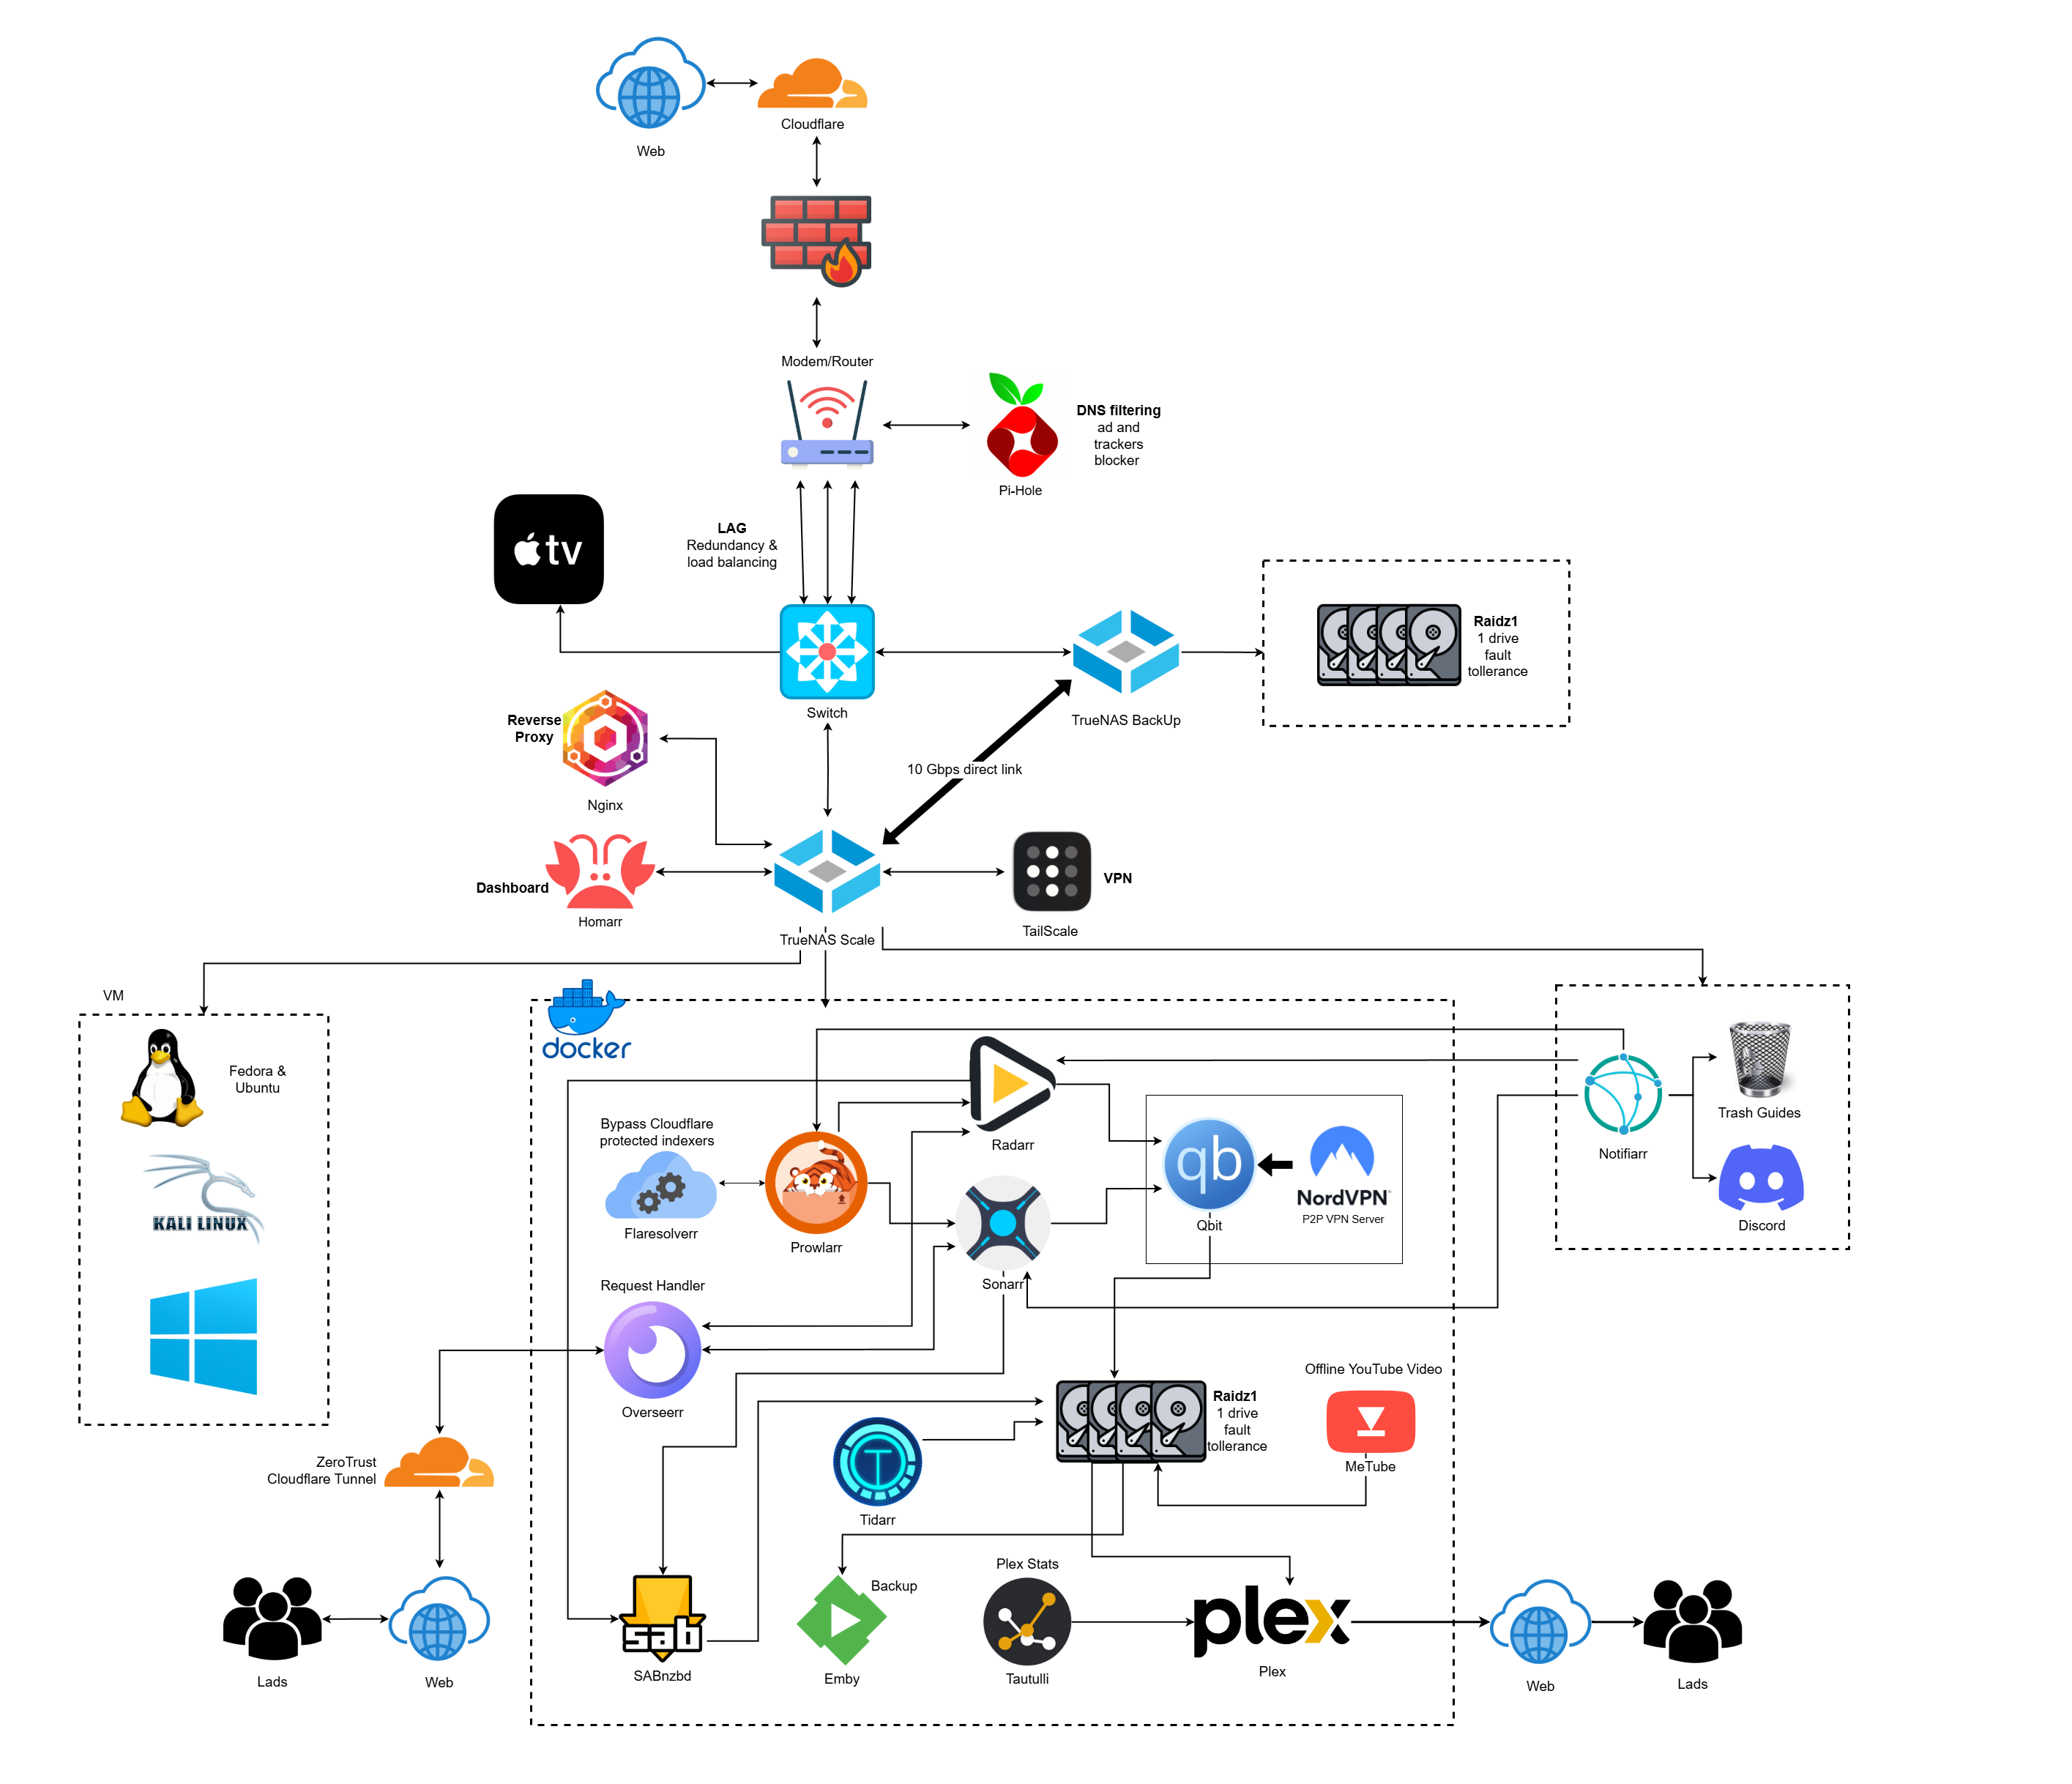 Web
Cloudflare
Modem/Router
DNS filtering
ad and
trackers
blocker
Pi-Hole
tv
LAG
Redundancy &
load balancing
Raidz1
1 drive
fault
tollerance
Switch
TrueNAS BackUp
Reverse
Proxy
Nginx
10 Gbps direct link
Dashboard
Homarr
VPN
TailScale
TrueNAS Scale
VM
Fedora &
Ubuntu
KALI LINUX
docker
Radarr
Bypass Cloudflare
protected indexers
Flaresolverr
Prowlarr
Sonarr
qb
Qbit
NordVPN®
P2P VPN Server
Notifiarr
Trash Guides
Discord
Request Handler
Overseerr
Offline YouTube Video
MeTube
Raidz1
1 drive
fault
tollerance
T
Tidarr
ZeroTrust
Cloudflare Tunnel
Lads
Web
sab
SABnzbd
Backup
Emby
Plex Stats
Tautulli
plex
Plex
Web
Lads